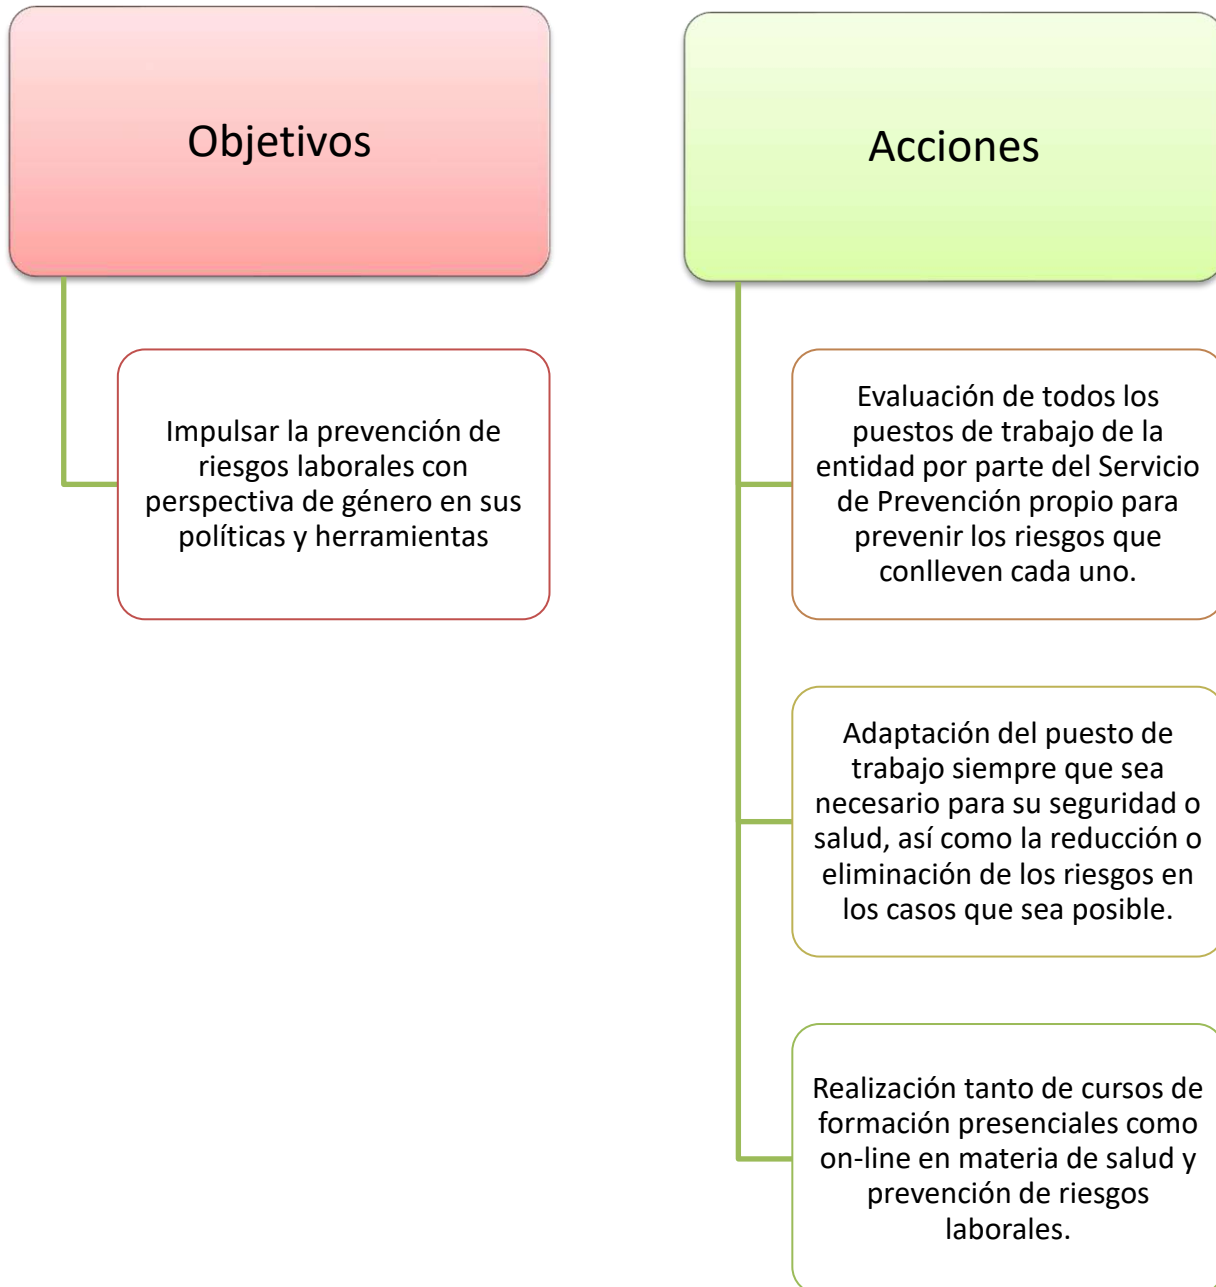 Objetivos
Impulsar la prevención de
riesgos laborales con
perspectiva de género en sus
políticas y herramientas
Acciones
Evaluación de todos los
puestos de trabajo de la
entidad por parte del Servicio
de Prevención propio para
prevenir los riesgos que
conlleven cada uno.
Adaptación del puesto de
trabajo siempre que sea
necesario para su seguridad o
salud, así como la reducción o
eliminación de los riesgos en
los casos que sea posible.
Realización tanto de cursos de
formación presenciales como
on-line en materia de salud y
prevención de riesgos
laborales.